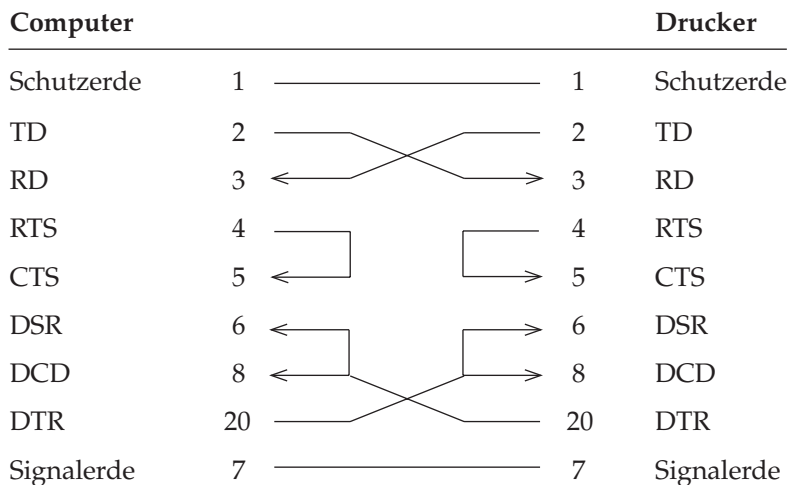 Computer Drucker
Schutzerde 1 1 Schutzerde
TD 2 2 TD
RD 3 3 RD
RTS 4 4 RTS
CTS 5 5 CTS
DSR 6 6 DSR
DCD 8 8 DCD
DTR 20 20 DTR
Signalerde 7 7 Signalerde